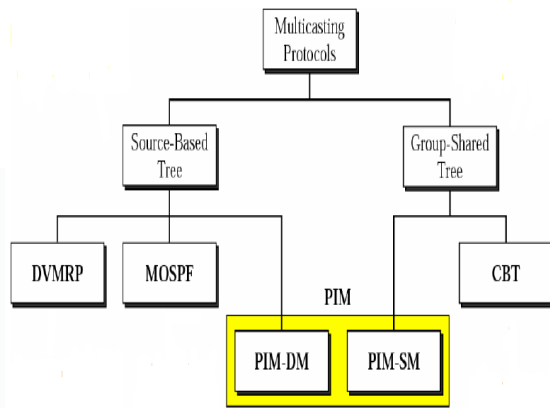 Multicasting
Protocols
Source-Based
Tree
Group-Shared
Tree
DVMRP
MOSPF
CBT
PIM
PIM-DM
PIM-SM